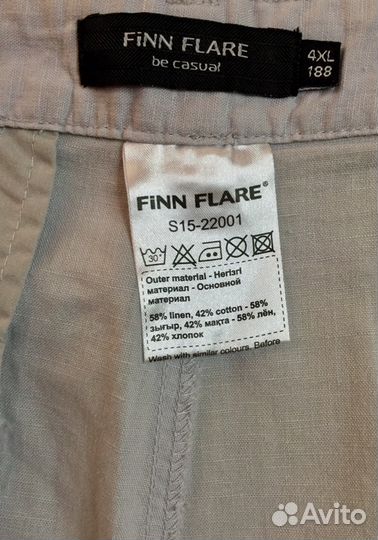 FiNN FLARE
be casual
4XL
188
FiNN FLARE®
S15-22001
30°
Outer material - Негізгі
материал - Основной
материал
58% linen, 42% cotton - 58%
зығыр, 42% мақта - 58% лён,
42% хлопок
Wash with similar colours. Before
Avito